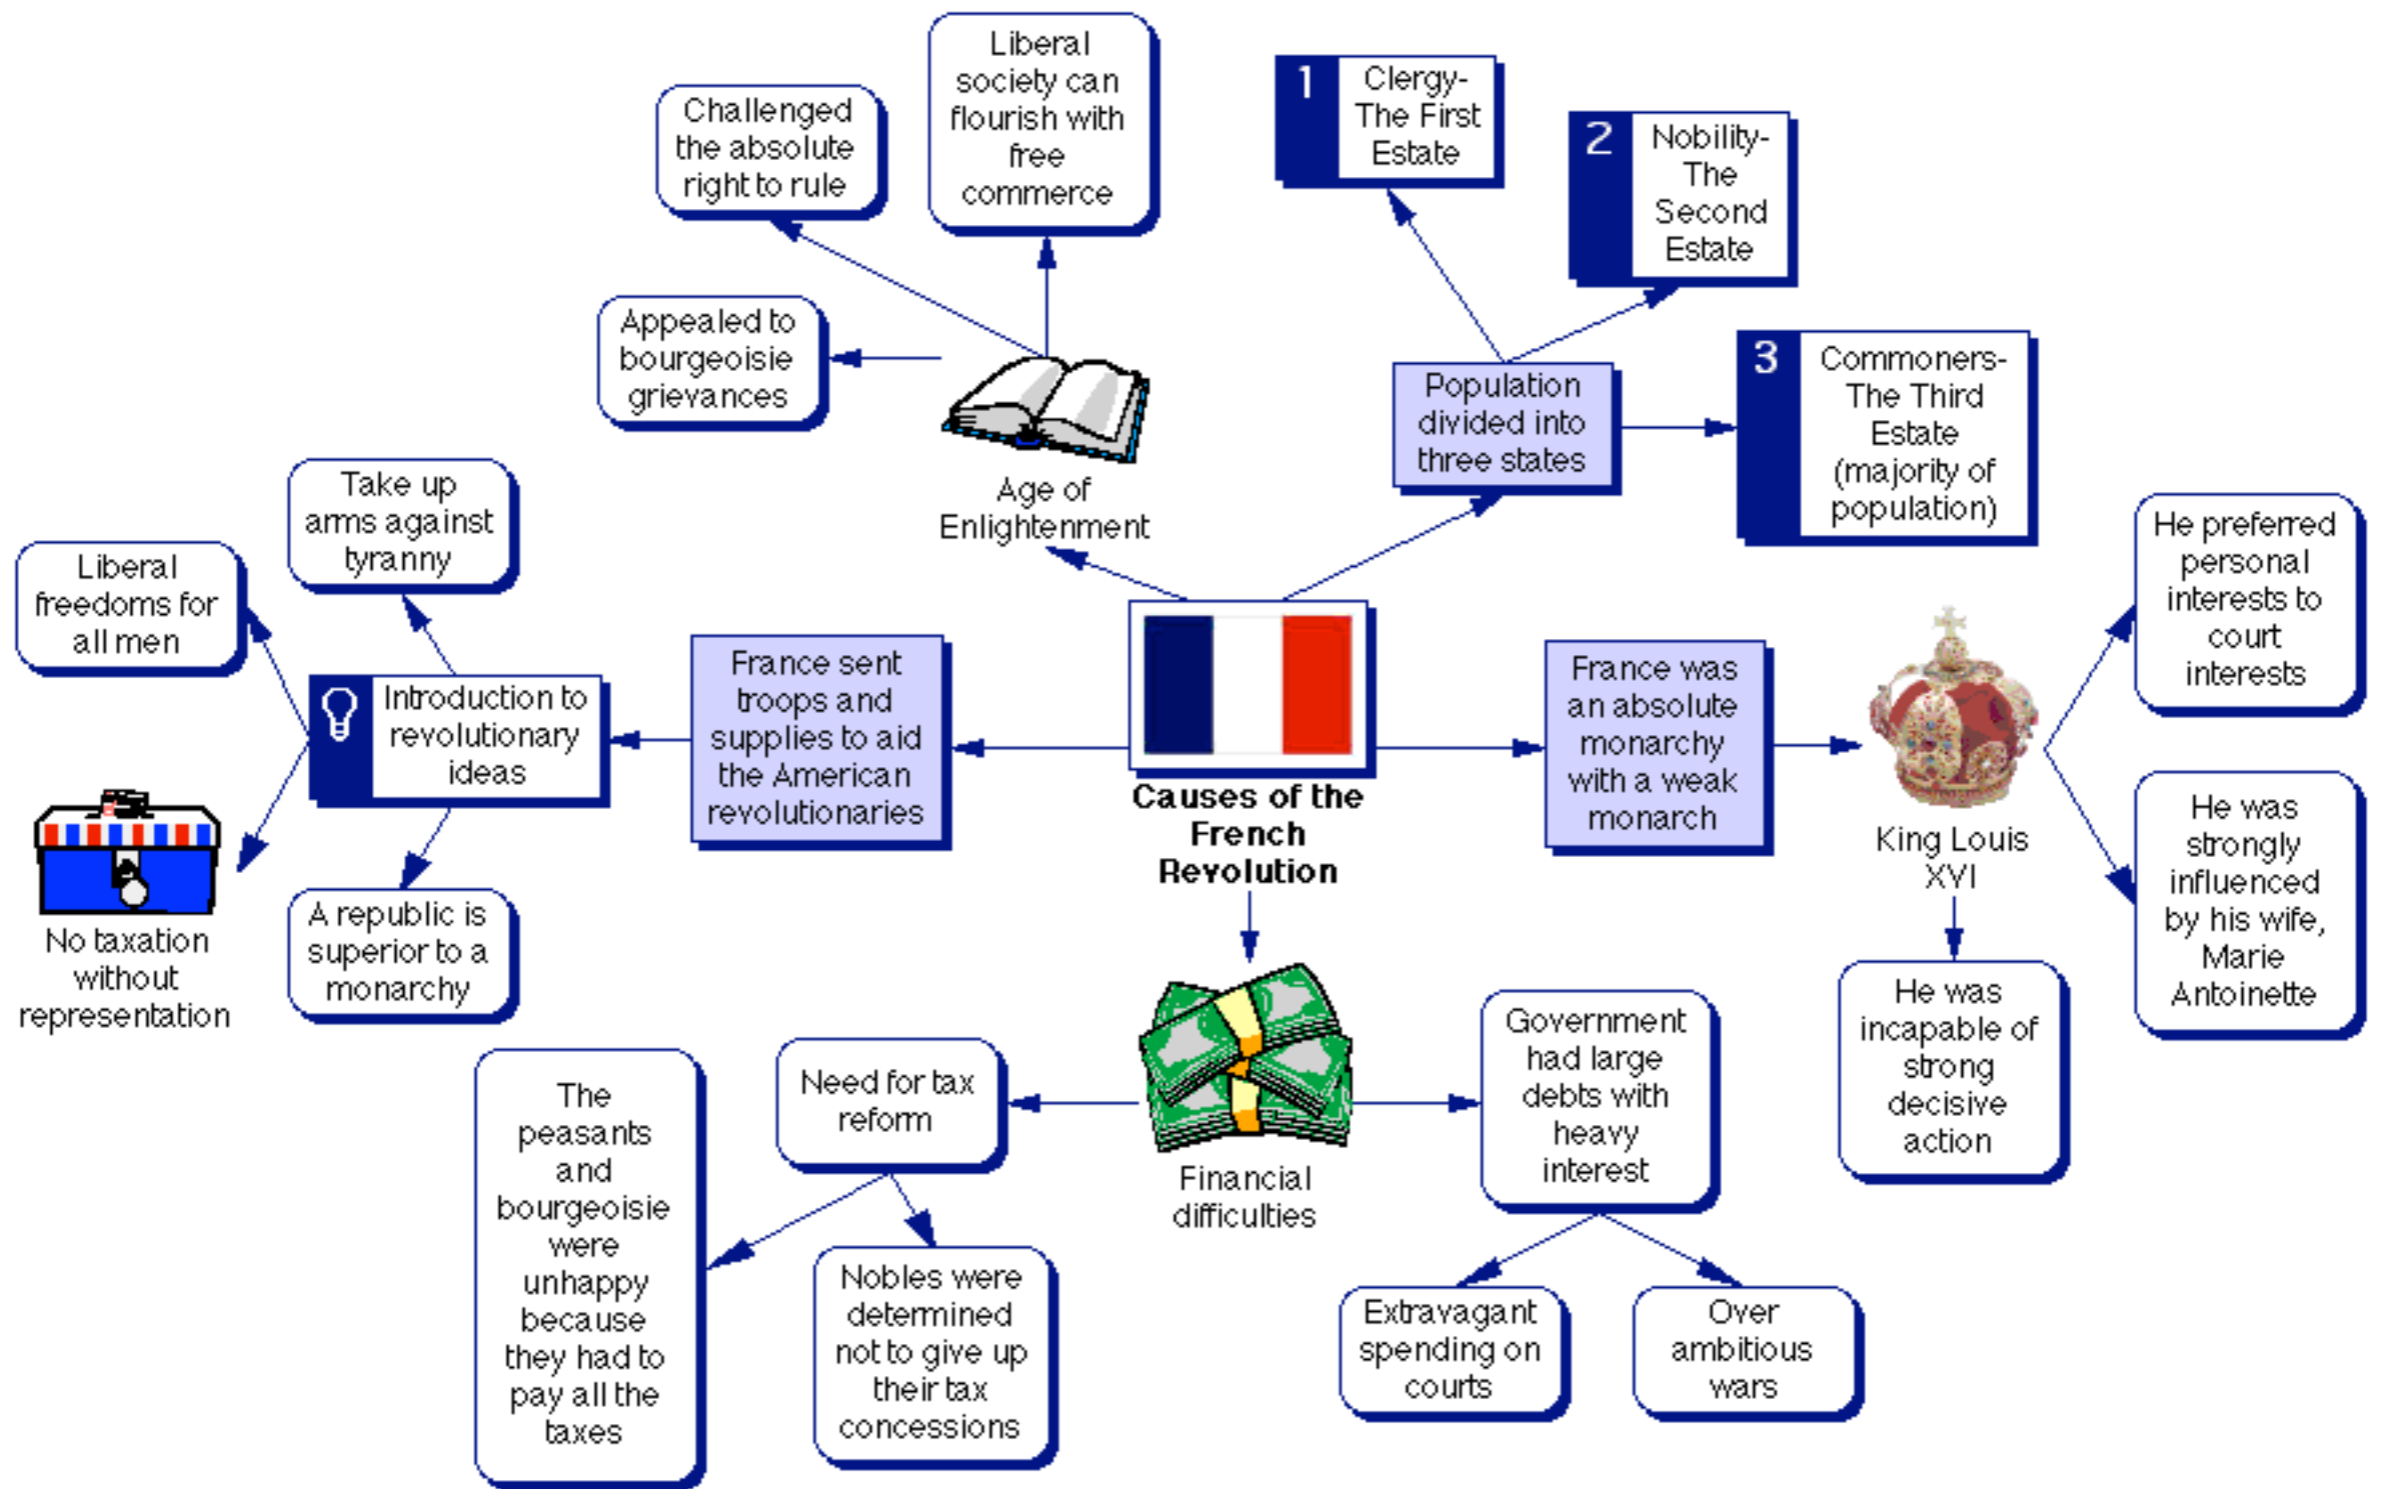 Liberal
society can
flourish with
free
commerce
Challenged
the absolute
right to rule
Appealed to
bourgeoisie
grievances
Age of
Enlightenment
1
Clergy-
The First
Estate
2
Nobility-
The
Second
Estate
3
Commoners-
The Third
Estate
(majority of
population)
Population
divided into
three states
Take up
arms against
tyranny
Liberal
freedoms for
all men
Introduction to
revolutionary
ideas
No taxation
without
representation
A republic is
superior to a
monarchy
France sent
troops and
supplies to aid
the American
revolutionaries
Causes of the
French
Revolution
France was
an absolute
monarchy
with a weak
monarch
King Louis
XVI
He preferred
personal
interests to
court
interests
He was
strongly
influenced
by his wife,
Marie
Antoinette
He was
incapable of
strong
decisive
action
Financial
difficulties
Need for tax
reform
The
peasants
and
bourgeoisie
were
unhappy
because
they had to
pay all the
taxes
Nobles were
determined
not to give up
their tax
concessions
Government
had large
debts with
heavy
interest
Extravagant
spending on
courts
Over
ambitious
wars